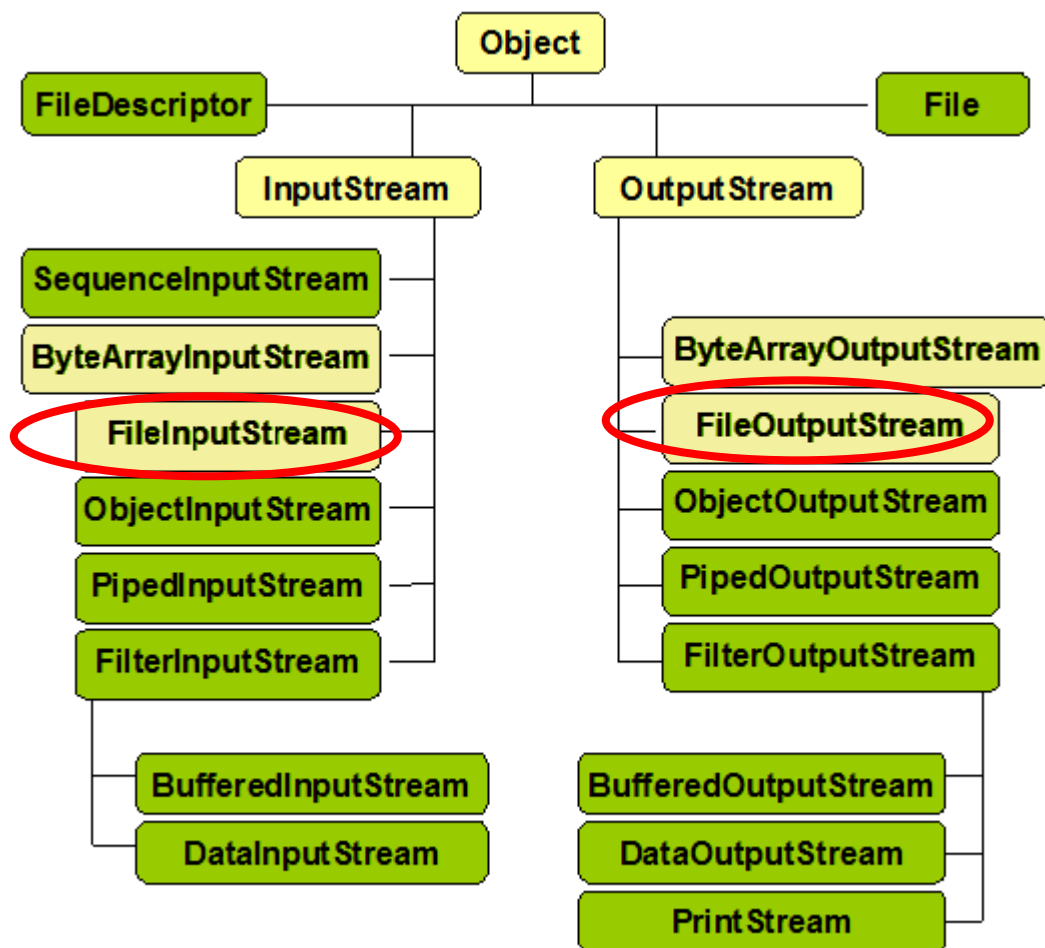 Object
FileDescriptor
File
InputStream
OutputStream
SequenceInputStream
ByteArrayInputStream
FileInputStream
ObjectInputStream
PipedInputStream
FilterInputStream
BufferedInputStream
DataInputStream
ByteArrayOutputStream
FileOutputStream
ObjectOutputStream
PipedOutputStream
FilterOutputStream
BufferedOutputStream
DataOutputStream
PrintStream